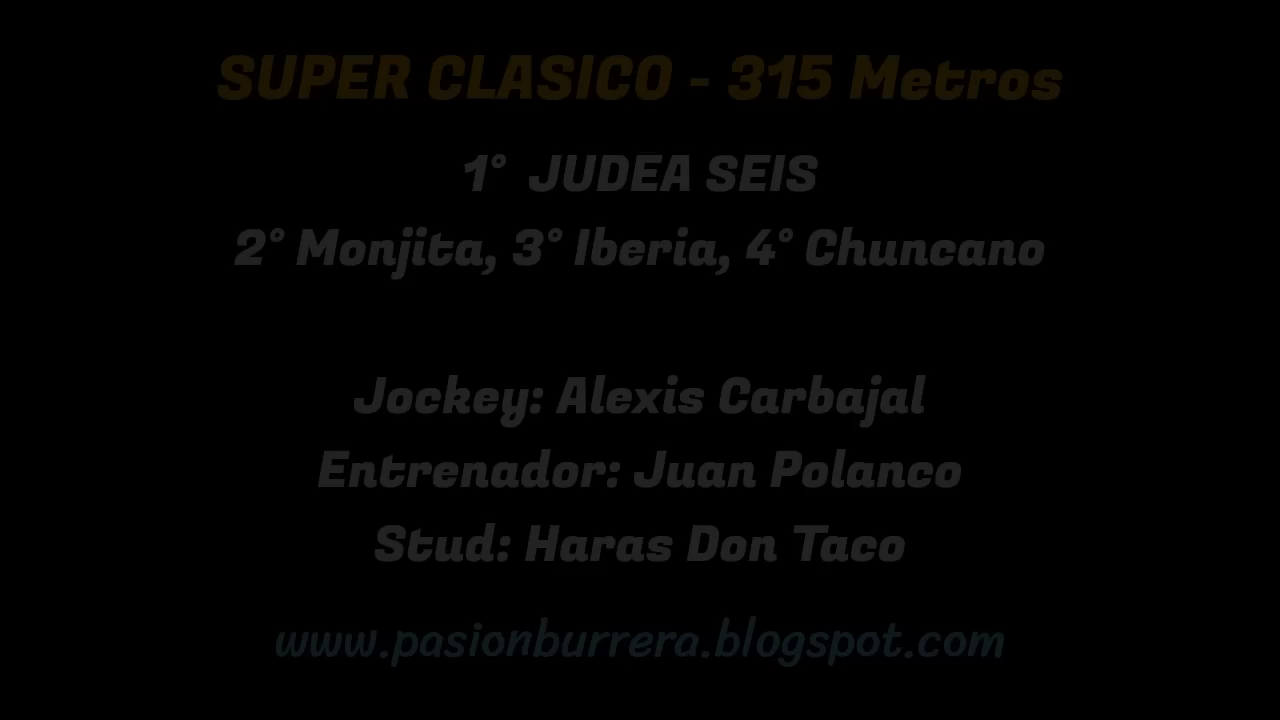 SUPER CLASICO - 315 Metros
1° JUDEA SEIS
2° Monjita, 3° Iberia, 4° Chuncano
Jockey: Alexis Carbajal
Entrenador: Juan Polanco
Stud: Haras Don Taco
www.pasionburrera.blogspot.com